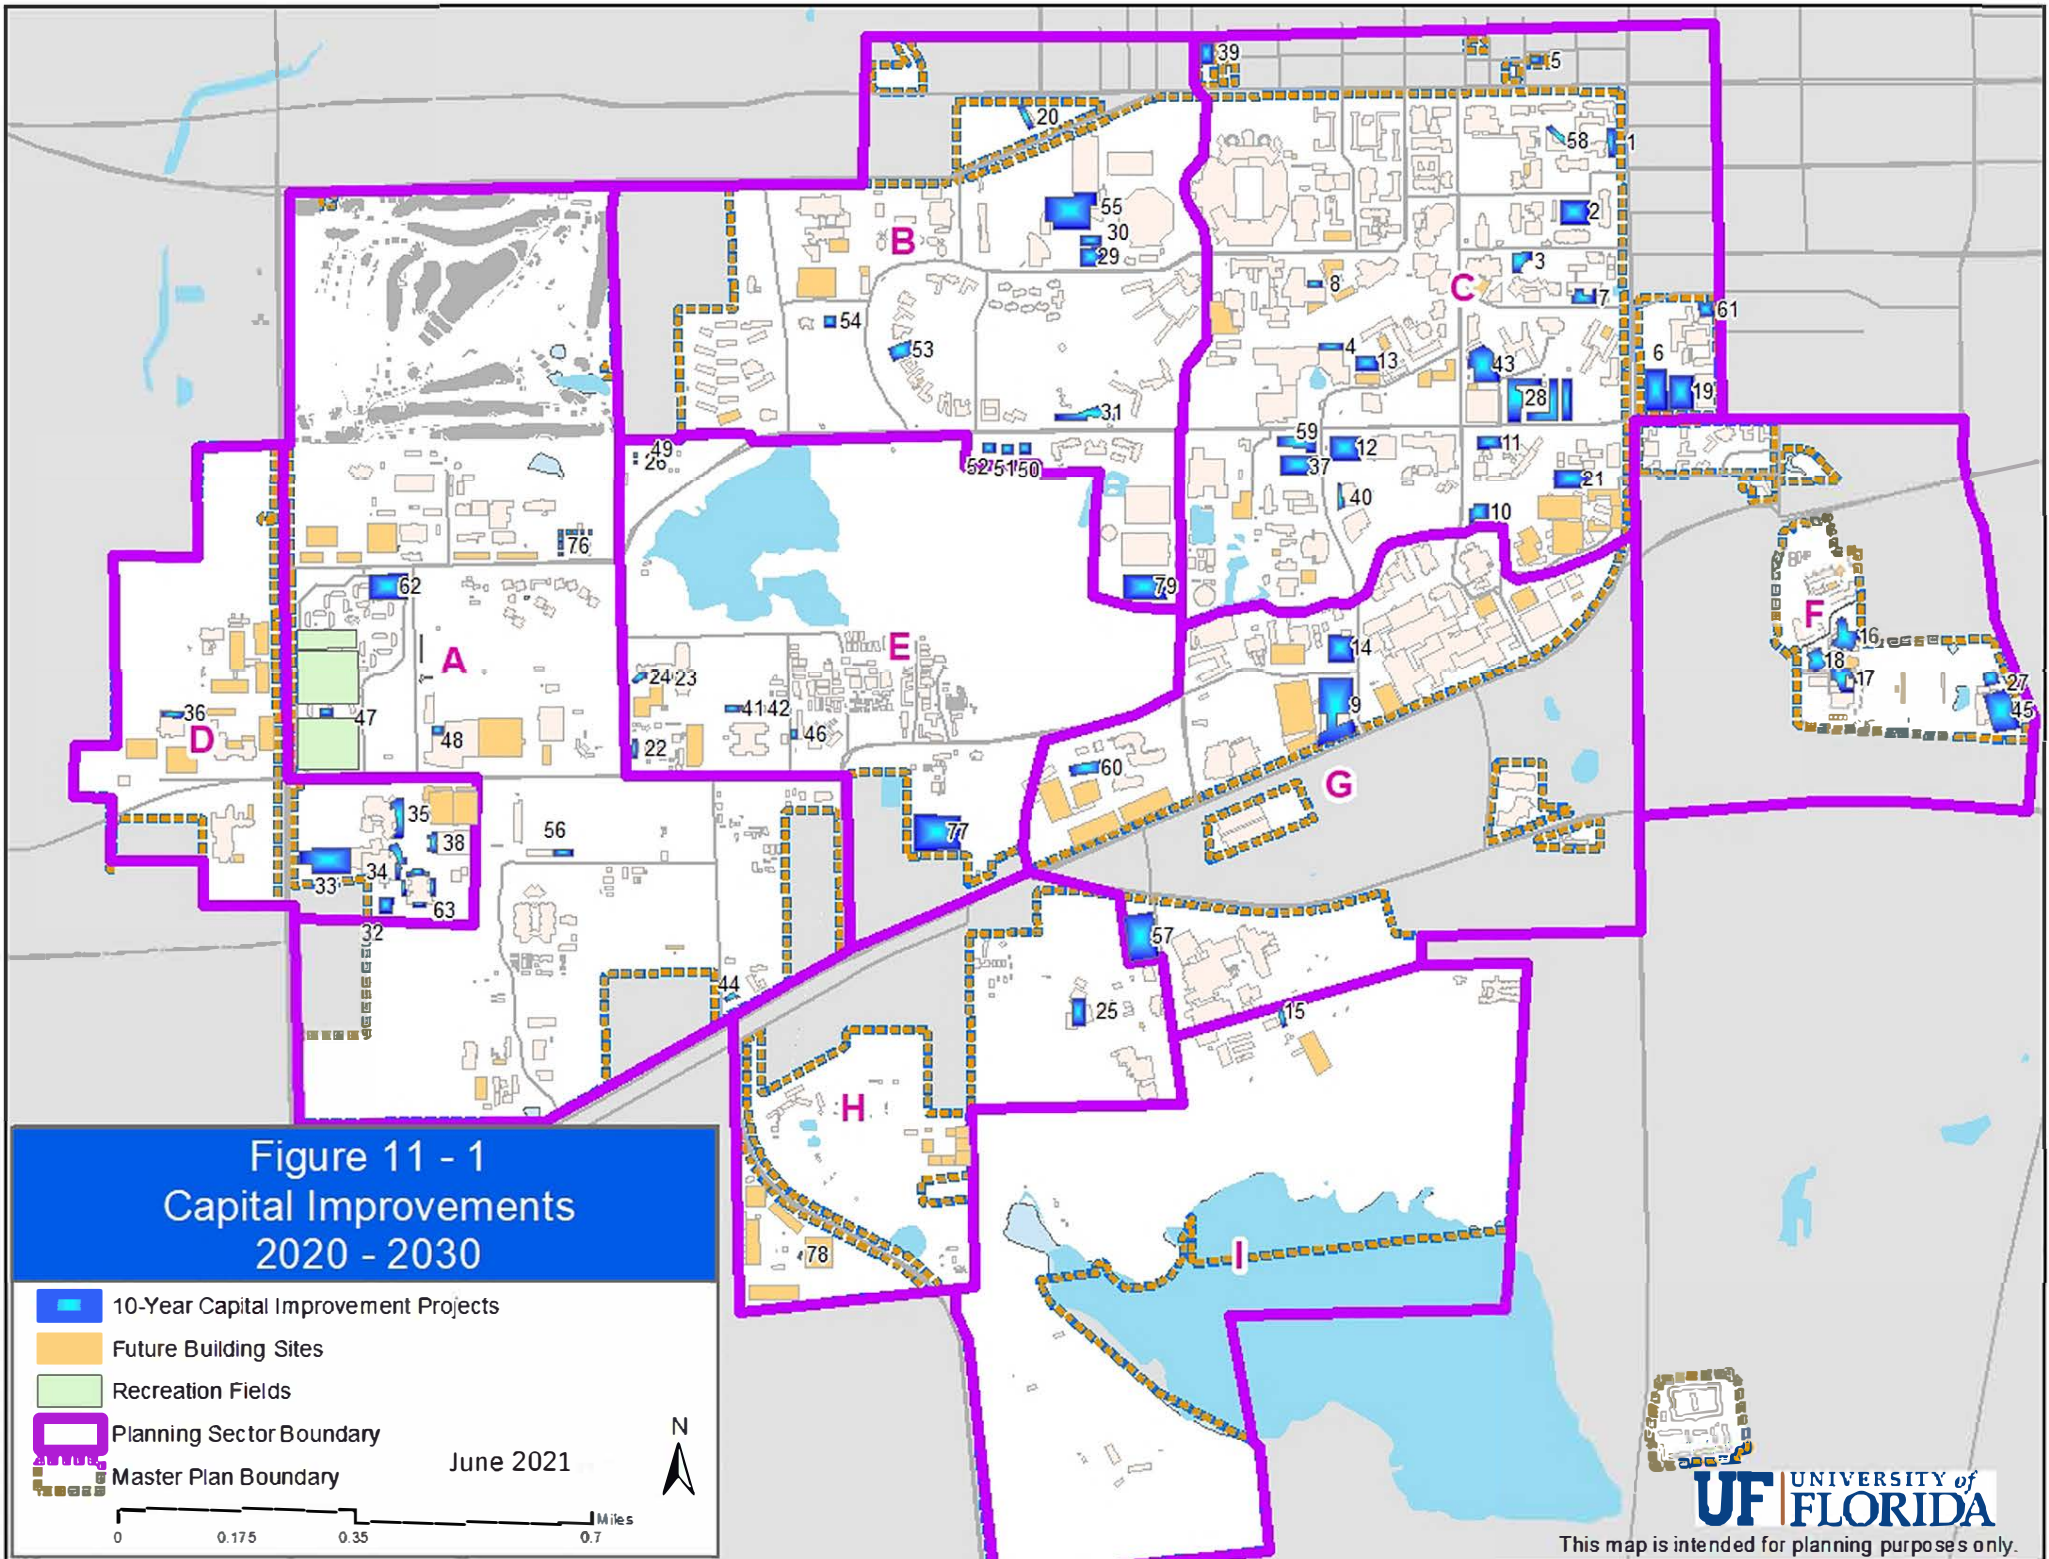 39
5
20
58
1
55
2
B
30
29
3
8
C
7
61
54
4
6
53
13
43
28
19
31
59
49
12
11
26
52 51 50
37
21
40
10
76
62
79
F
16
A
E
14
18
24 23
17
27
36
41 42
9
45
47
D
46
48
22
60
G
35
56
77
38
34
33
63
32
57
44
25
15
H
I
78
Figure 11 - 1
Capital Improvements
2020 - 2030
10-Year Capital Improvement Projects
Future Building Sites
Recreation Fields
Planning Sector Boundary
Master Plan Boundary
June 2021
N
Miles
0 0.175 0.35 0.7
UF UNIVERSITY of
FLORIDA
This map is intended for planning purposes only.